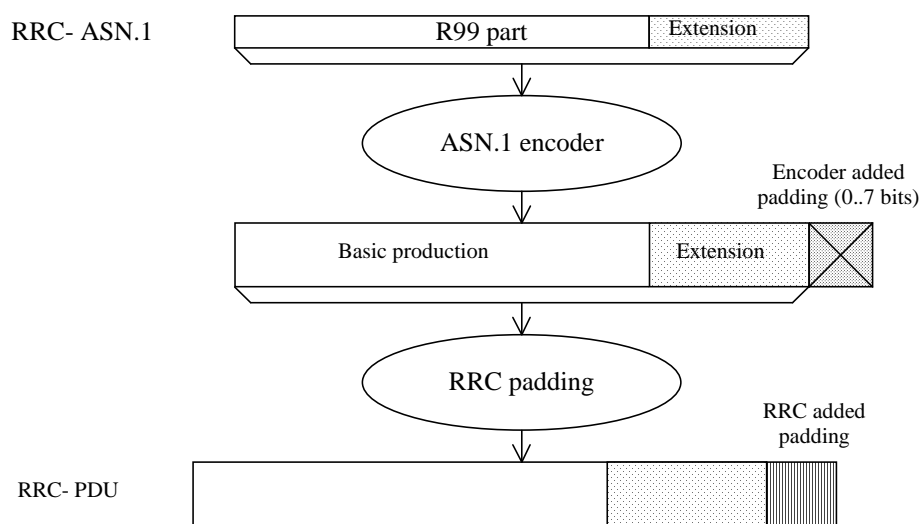 RRC- ASN.1
R99 part
Extension
ASN.1 encoder
Encoder added
padding (0..7 bits)
Basic production
Extension
RRC padding
RRC added
padding
RRC- PDU